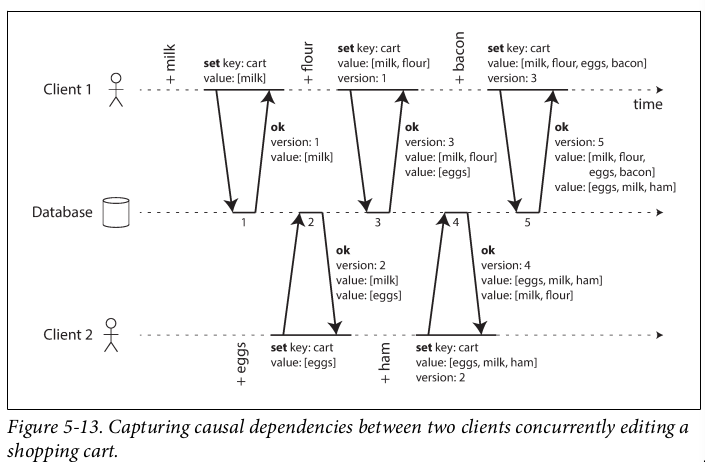 + milk
set key: cart
value: [milk]
+ flour
set key: cart
value: [milk, flour]
version: 1
+ bacon
set key: cart
value: [milk, flour, eggs, bacon]
version: 3
Client 1
time
ok
version: 1
value: [milk]
ok
version: 3
value: [milk, flour]
value: [eggs]
ok
version: 5
value: [milk, flour,
eggs, bacon]
value: [eggs, milk, ham]
Database
1
2
3
4
5
ok
version: 2
value: [milk]
value: [eggs]
ok
version: 4
value: [eggs, milk, ham]
value: [milk, flour]
Client 2
+ eggs
set key: cart
value: [eggs]
+ ham
set key: cart
value: [eggs, milk, ham]
version: 2
Figure 5-13. Capturing causal dependencies between two clients concurrently editing a
shopping cart.